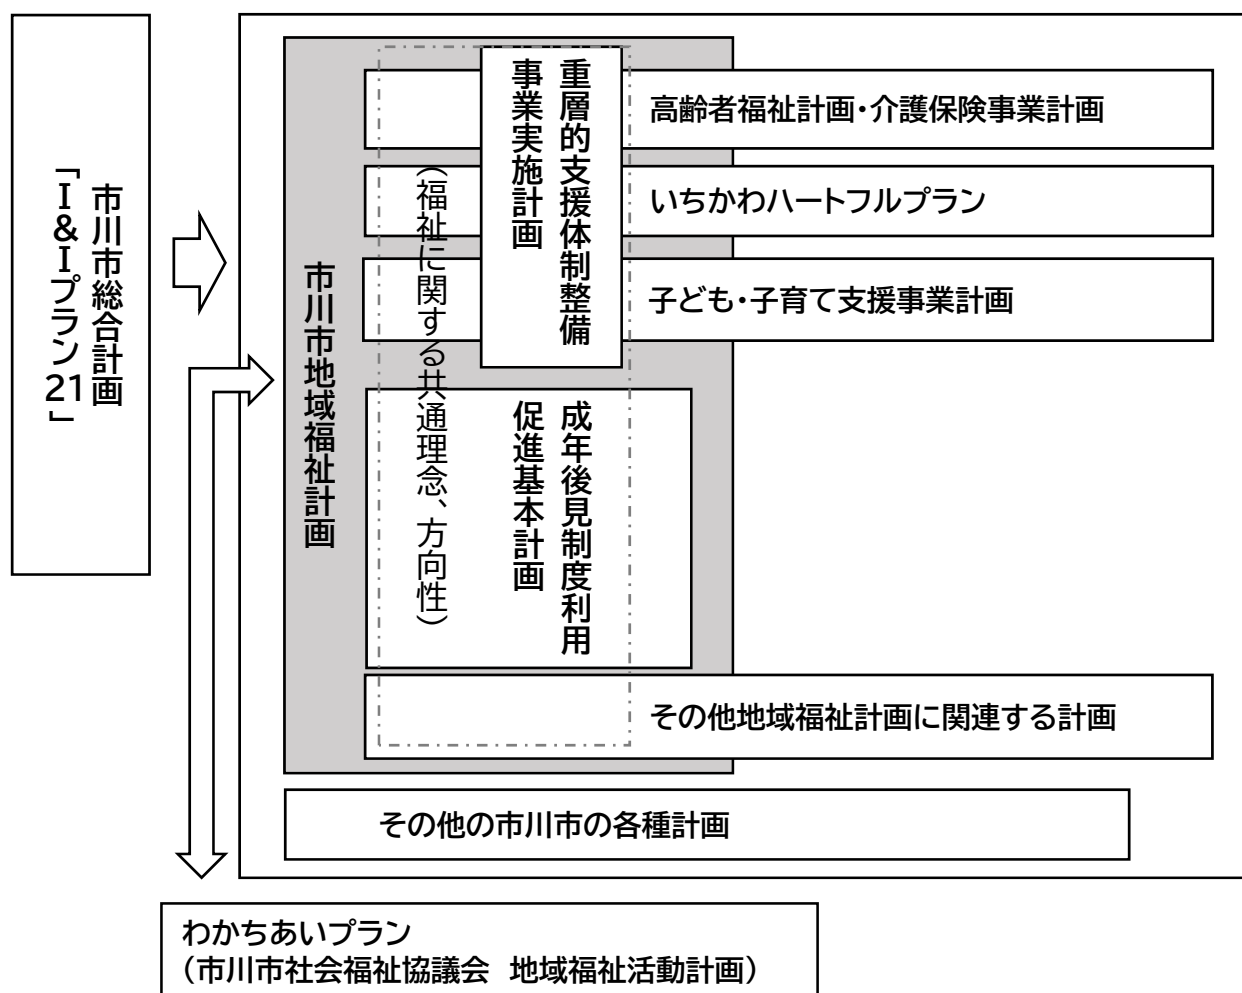 市川市総合計画
「I&Iプラン21」
市川市地域福祉計画
(福祉に関する共通理念、方向性)
重層的支援体制整備
事業実施計画
成年後見制度利用
促進基本計画
高齢者福祉計画・介護保険事業計画
いちかわハートフルプラン
子ども・子育て支援事業計画
その他地域福祉計画に関連する計画
その他の市川市の各種計画
わかちあいプラン
(市川市社会福祉協議会 地域福祉活動計画)